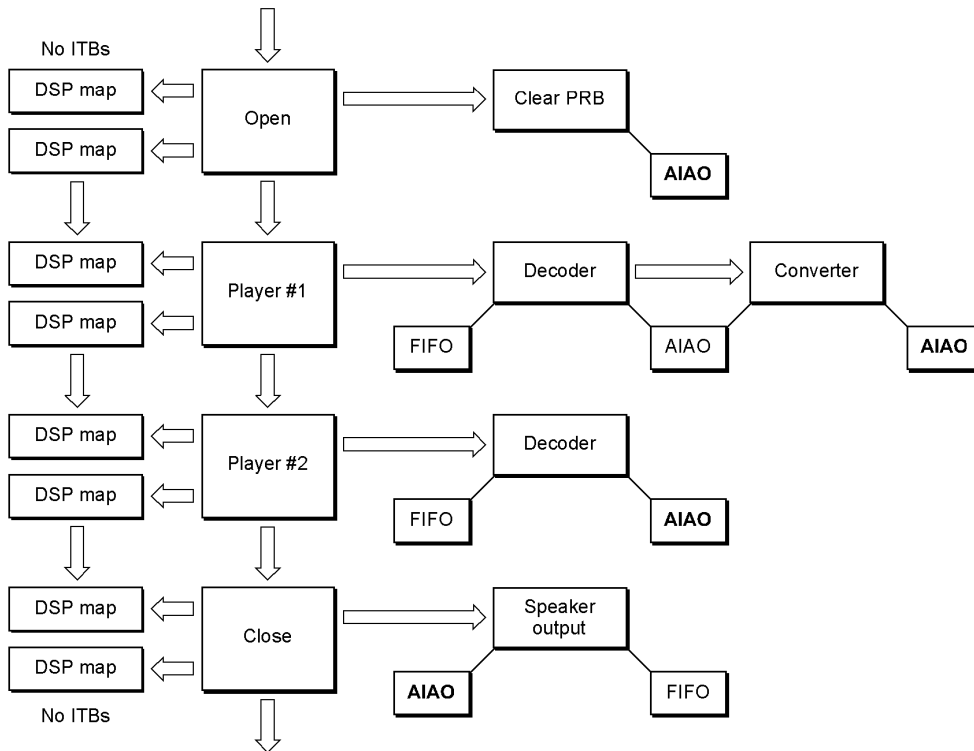 No ITBs
DSP map
Open
Clear PRB
DSP map
AIAO
DSP map
Player #1
Decoder
Converter
DSP map
FIFO
AIAO
AIAO
DSP map
Player #2
Decoder
DSP map
FIFO
AIAO
DSP map
Close
Speaker
output
DSP map
AIAO
FIFO
No ITBs